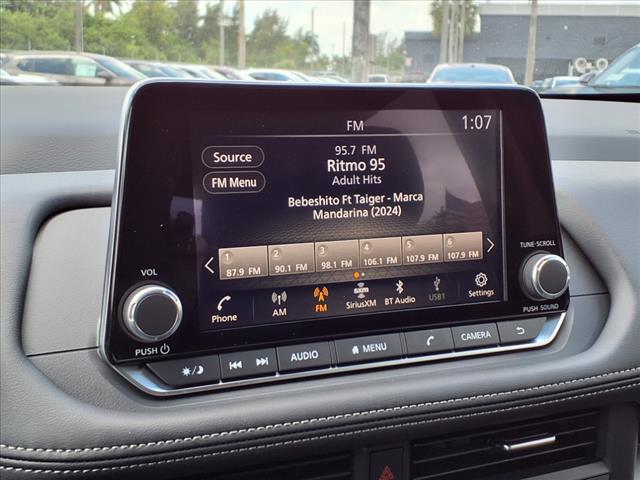 FM
1:07
Source
FM Menu
95.7 FM
Ritmo 95
Adult Hits
Bebeshito Ft Taiger - Marca
Mandarina (2024)
1 2 3 4 5 6
87.9 FM 90.1 FM 98.1 FM 106.1 FM 107.9 FM 107.9 FM
Phone AM FM SiriusXM BT Audio USB Settings
VOL
PUSH
TUNE-SCROLL
PUSH SOUND
AUDIO MENU CAMERA